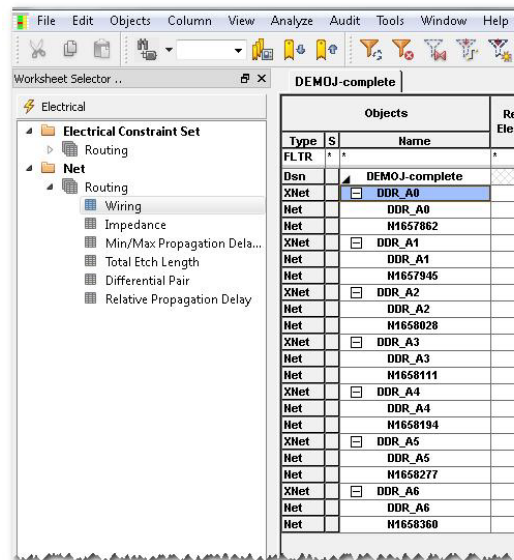 File Edit Objects Column View Analyze Audit Tools Window Help
Worksheet Selector ..
Electrical
Electrical Constraint Set
Routing
Net
Routing
Wiring
Impedance
Min/Max Propagation Dela...
Total Etch Length
Differential Pair
Relative Propagation Delay
DEMOJ-complete
Objects
Type S Name
FLTR * * *
Dsn DEMOJ-complete
XNet DDR_A0
Net DDR_A0
Net N1657862
XNet DDR_A1
Net DDR_A1
Net N1657945
XNet DDR_A2
Net DDR_A2
Net N1658028
XNet DDR_A3
Net DDR_A3
Net N1658111
XNet DDR_A4
Net DDR_A4
Net N1658194
XNet DDR_A5
Net DDR_A5
Net N1658277
XNet DDR_A6
Net DDR_A6
Net N1658360